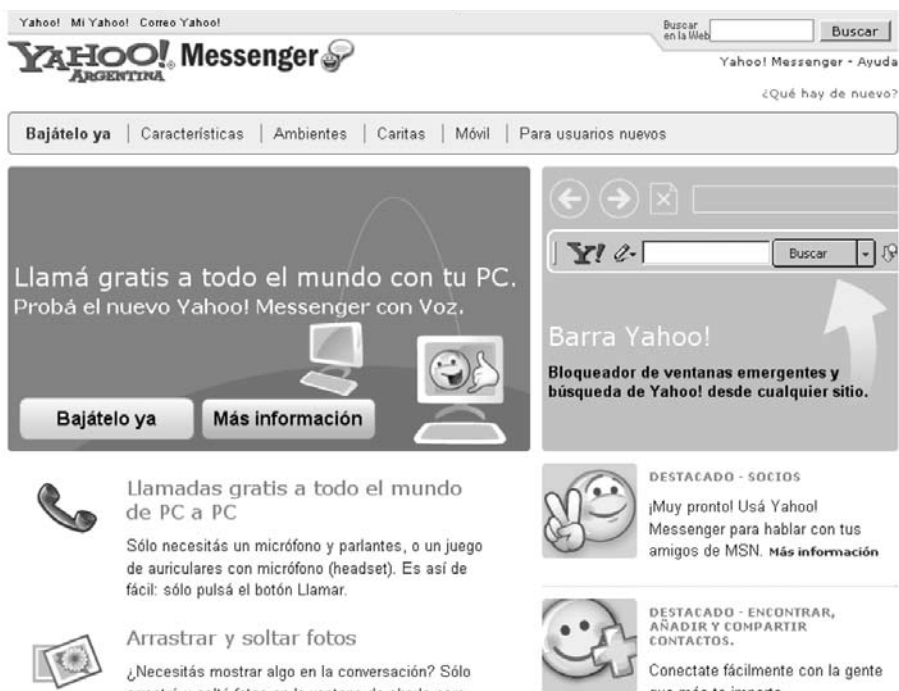 Yahoo! Mi Yahoo! Correo Yahoo!
Buscar
en la Web
Buscar
YAHOO! Messenger
ARGENTINA
Yahoo! Messenger - Ayuda
¿Qué hay de nuevo?
Bajátelo ya | Características | Ambientes | Caritas | Móvil | Para usuarios nuevos
Llamá gratis a todo el mundo con tu PC.
Probá el nuevo Yahoo! Messenger con Voz.
Bajátelo ya
Más información
Y!
Buscar
Barra Yahoo!
Bloqueador de ventanas emergentes y
búsqueda de Yahoo! desde cualquier sitio.
Llamadas gratis a todo el mundo
de PC a PC
Sólo necesitás un micrófono y parlantes, o un juego
de auriculares con micrófono (headset). Es así de
fácil: sólo pulsá el botón Llamar.
Arrastrar y soltar fotos
¿Necesitás mostrar algo en la conversación? Sólo
DESTACADO - SOCIOS
¡Muy pronto! Usá Yahoo!
Messenger para hablar con tus
amigos de MSN. Más información
DESTACADO - ENCONTRAR,
AÑADIR Y COMPARTIR
CONTACTOS.
Conectate fácilmente con la gente